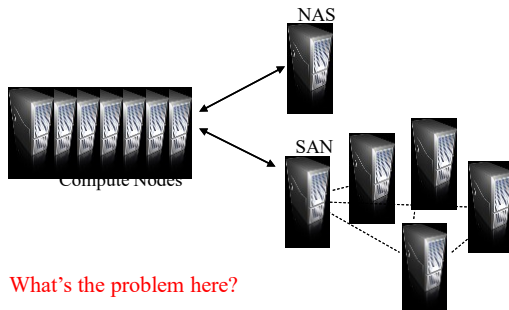 NAS
SAN
Compute Nodes
What's the problem here?